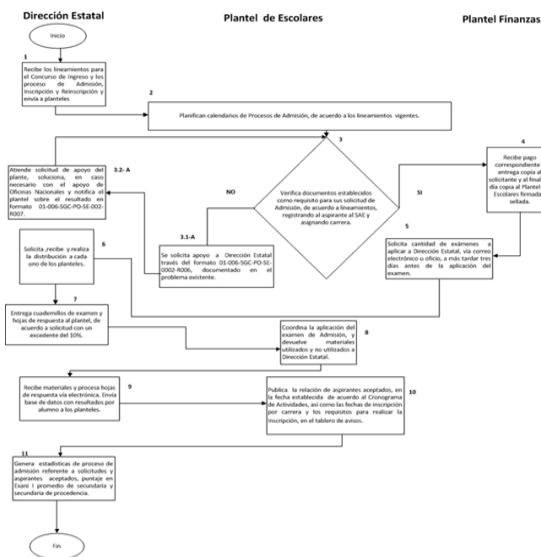 Dirección Estatal
Plantel de Escolares
Plantel Finanzas
Inicio
1
Recibe los lineamientos para
el Concurso de Ingreso y los
proceso de Admisión,
Inscripción y Reinscripción y
envía a planteles
2
Planifican calendarios de Procesos de Admisión, de acuerdo a los lineamientos vigentes.
3
Verifica documentos establecidos
como requisito para sus solicitud de
Admisión, de acuerdo a lineamientos,
registrando al aspirante al SAE y
asignando carrera.
NO
SI
3.1-A
Se solicita apoyo a Dirección Estatal
través del formato 01-006-SGC-PO-SE-
0002-R006, documentado en el
problema existente.
3.2- A
Atiende solicitud de apoyo del
plante, soluciona, en caso
necesario con el apoyo de
Oficinas Nacionales y notifica el
plantel sobre el resultado en
formato 01-006-SGC-PO-SE-002-
R007.
4
Recibe pago
correspondiente
entrega copia al
solicitante y al final
día copia al Plantel
Escolares firmada
sellada.
5
Solicita cantidad de exámenes a
aplicar a Dirección Estatal, vía correo
electrónico u oficio, a más tardar tres
días antes de la aplicación del
examen.
6
Solicita ,recibe y realiza
la distribución a cada
uno de los planteles.
7
Entrega cuadernillos de examen y
hojas de respuesta al plantel, de
acuerdo a solicitud con un
excedente del 10%.
8
Coordina la aplicación del
examen de Admisión, y
devuelve materiales
utilizados y no utilizados a
Dirección Estatal.
9
Recibe materiales y procesa hojas
de respuesta vía electrónica. Envía
base de datos con resultados por
alumno a los planteles.
10
Publica la relación de aspirantes aceptados, en
la fecha establecida de acuerdo al Cronograma
de Actividades, así como las fechas de inscripción
por carrera y los requisitos para realizar la
inscripción, en el tablero de avisos.
11
Genera estadísticas de proceso de
admisión referente a solicitudes y
aspirantes aceptados, puntaje en
Exani I promedio de secundaria y
secundaria de procedencia.
Fin